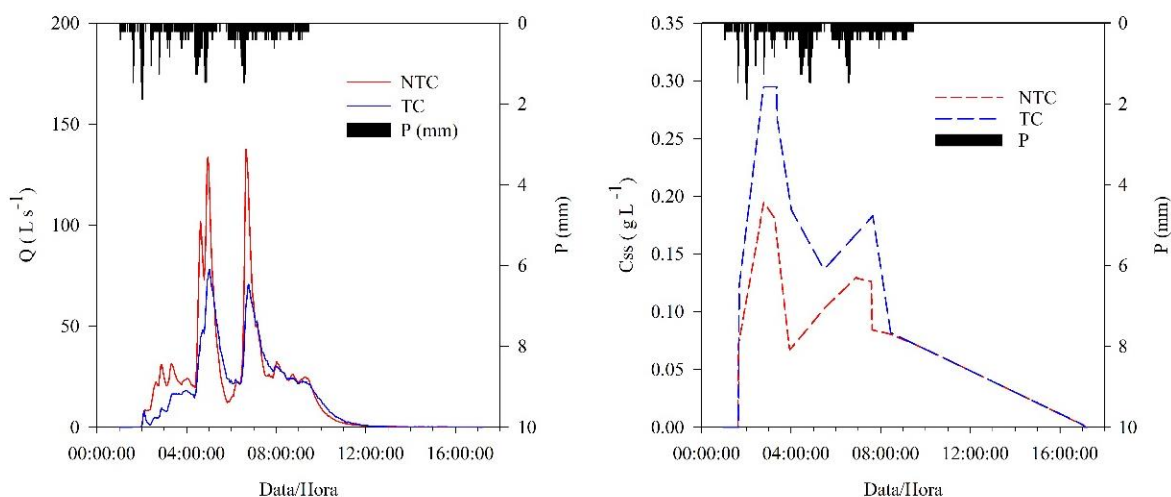 200
150
100
50
0
Q ( L s⁻¹)
NTC
TC
P (mm)
0
2
4
6
8
10
P (mm)
00:00:00 04:00:00 08:00:00 12:00:00 16:00:00
Data/Hora
0.35
0.30
0.25
0.20
0.15
0.10
0.05
0.00
Css ( g L⁻¹)
NTC
TC
P
0
2
4
6
8
10
P (mm)
00:00:00 04:00:00 08:00:00 12:00:00 16:00:00
Data/Hora